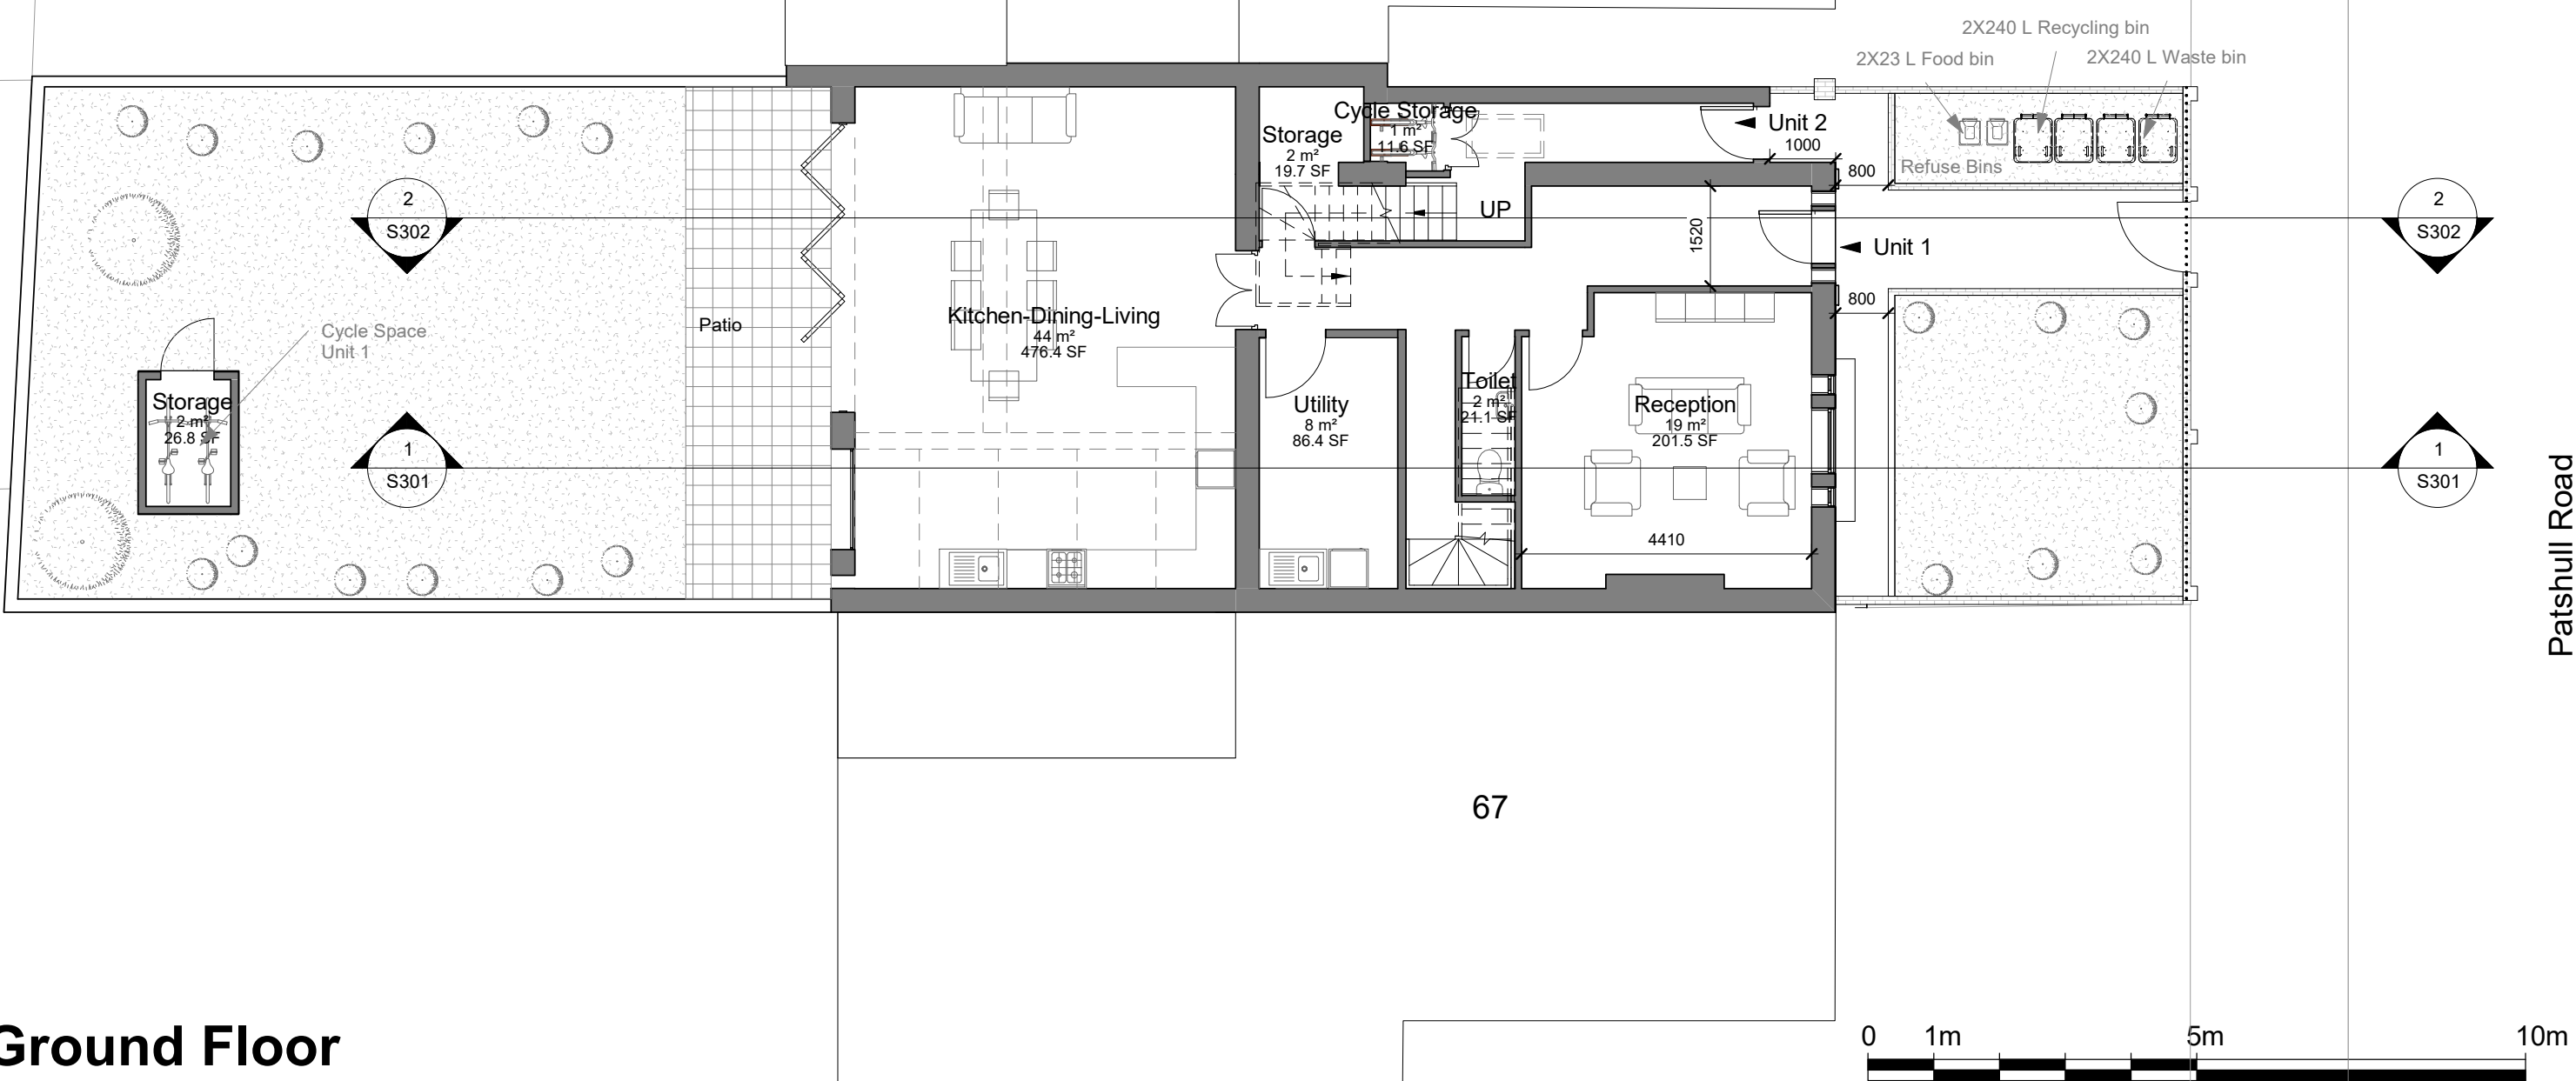 2X240 L Recycling bin
2X23 L Food bin
2X240 L Waste bin
Cycle Storage
1 m²
11.6 SF
Unit 2
1000
Storage
2 m²
19.7 SF
800
Refuse Bins
2
S302
UP
1520
Unit 1
2
S302
800
Kitchen-Dining-Living
44 m²
476.4 SF
Patio
Cycle Space
Unit 1
Storage
2 m²
26.8 SF
Utility
8 m²
86.4 SF
Toilet
2 m²
21.1 SF
Reception
19 m²
201.5 SF
1
S301
1
S301
4410
Patshull Road
67
Ground Floor
0 1m 5m 10m